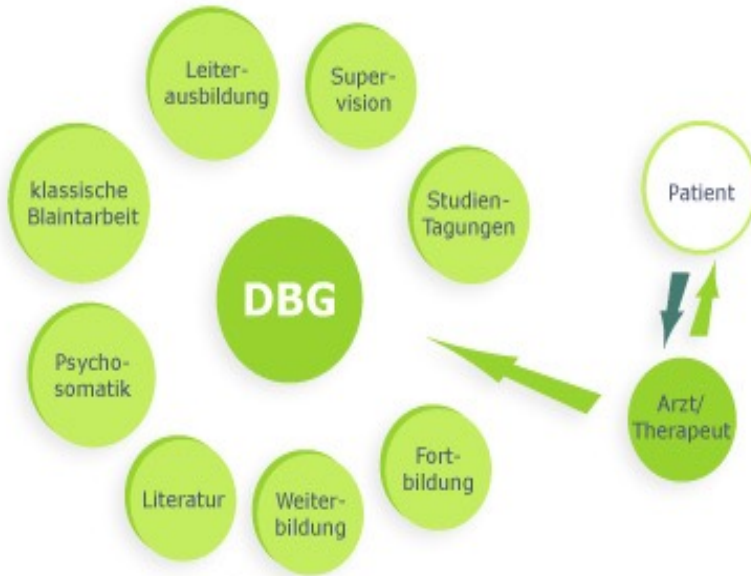 Leiter-
ausbildung
Super-
vision
klassische
Blaintarbeit
Studien-
Tagungen
Patient
DBG
Psycho-
somatik
Arzt/
Therapeut
Literatur
Weiter-
bildung
Fort-
bildung